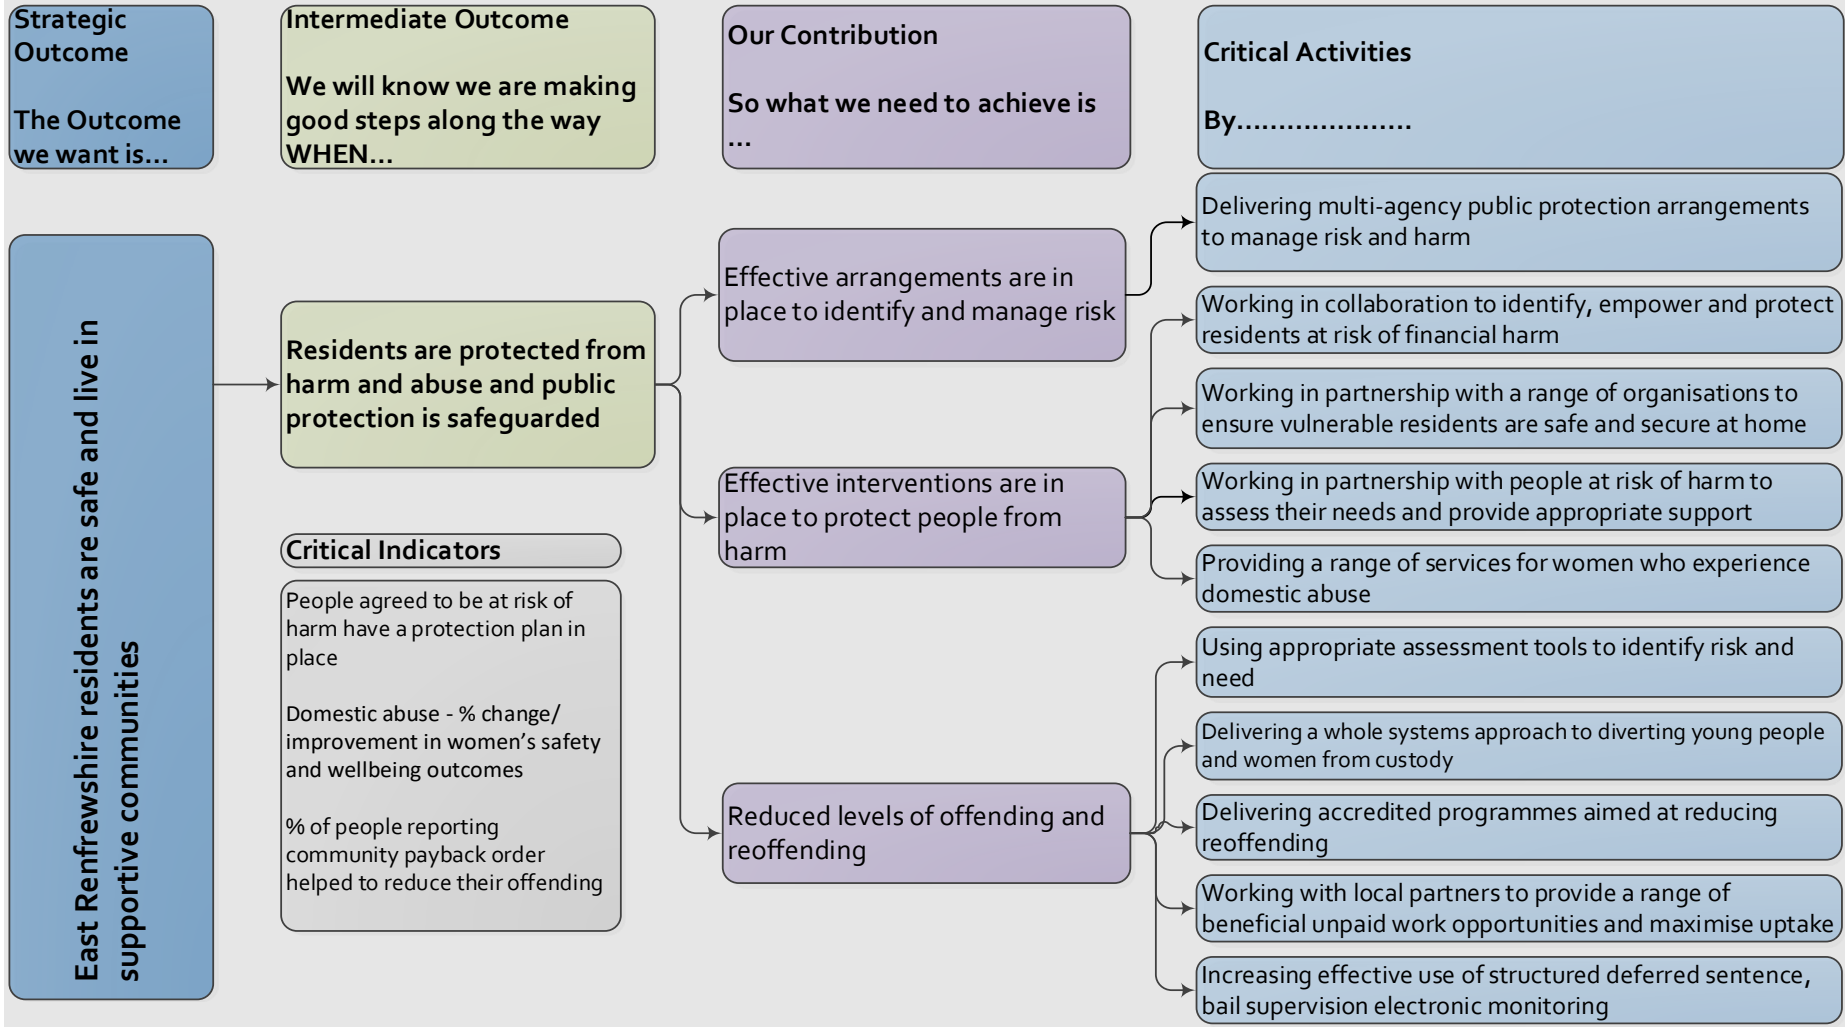 Strategic
Outcome
The Outcome
we want is...
Intermediate Outcome
We will know we are making
good steps along the way
WHEN...
Our Contribution
So what we need to achieve is
...
Critical Activities
By.....................
East Renfrewshire residents are safe and live in
supportive communities
Residents are protected from
harm and abuse and public
protection is safeguarded
Critical Indicators
People agreed to be at risk of
harm have a protection plan in
place
Domestic abuse - % change/
improvement in women’s safety
and wellbeing outcomes
% of people reporting
community payback order
helped to reduce their offending
Effective arrangements are in
place to identify and manage risk
Effective interventions are in
place to protect people from
harm
Reduced levels of offending and
reoffending
Delivering multi-agency public protection arrangements
to manage risk and harm
Working in collaboration to identify, empower and protect
residents at risk of financial harm
Working in partnership with a range of organisations to
ensure vulnerable residents are safe and secure at home
Working in partnership with people at risk of harm to
assess their needs and provide appropriate support
Providing a range of services for women who experience
domestic abuse
Using appropriate assessment tools to identify risk and
need
Delivering a whole systems approach to diverting young people
and women from custody
Delivering accredited programmes aimed at reducing
reoffending
Working with local partners to provide a range of
beneficial unpaid work opportunities and maximise uptake
Increasing effective use of structured deferred sentence,
bail supervision electronic monitoring